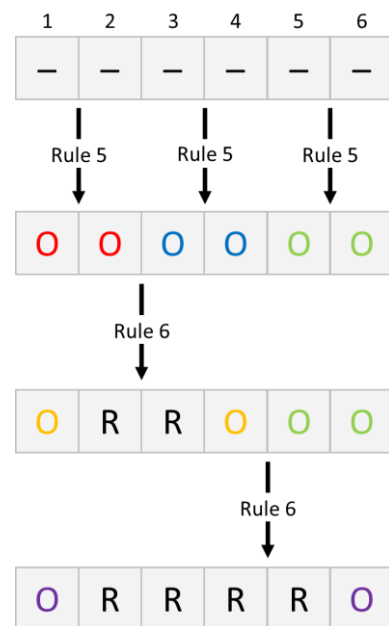 1 2 3 4 5 6
– – – – – –
Rule 5 Rule 5 Rule 5
O O O O O O
Rule 6
O R R O O O
Rule 6
O R R R R O